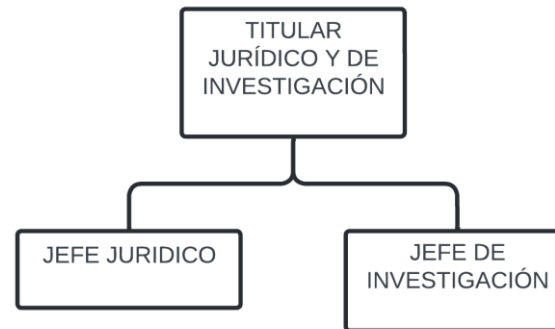 TITULAR
JURÍDICO Y DE
INVESTIGACIÓN
JEFE JURIDICO
JEFE DE
INVESTIGACIÓN